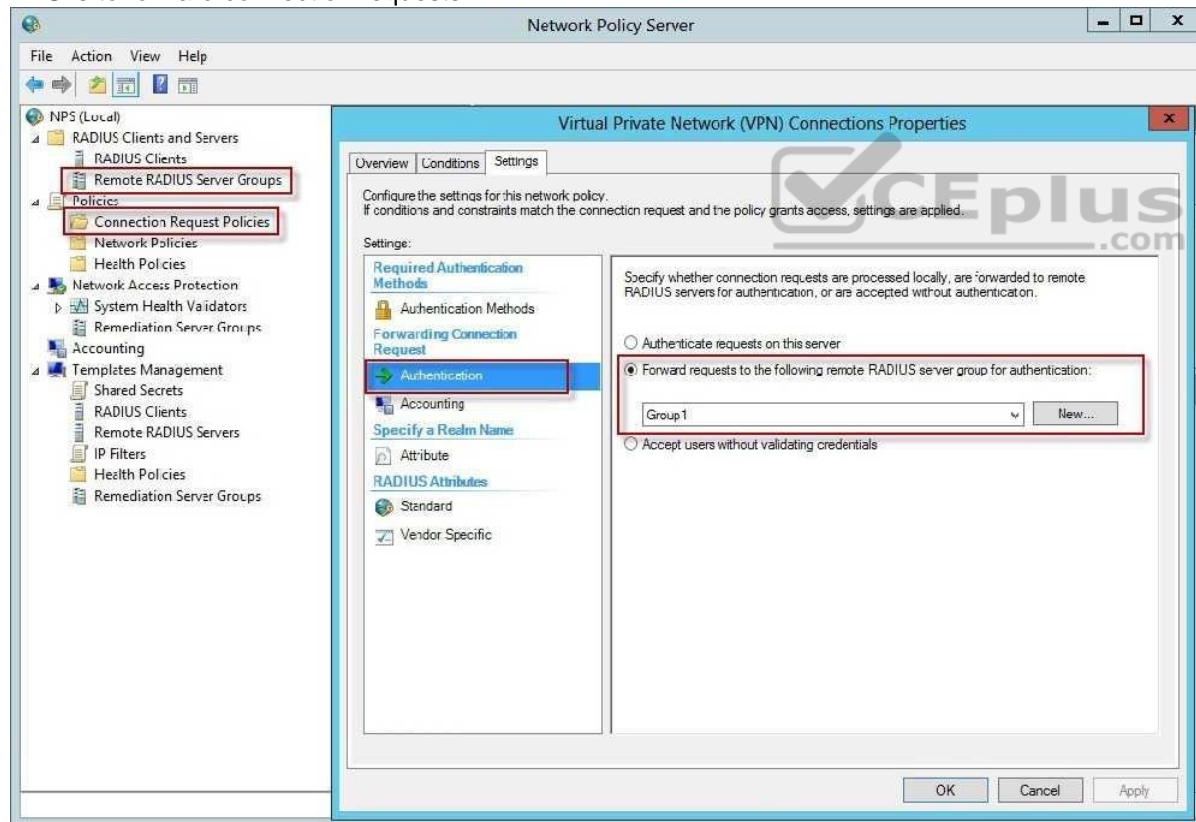 Network Policy Server
File Action View Help
NPS (Local)
RADIUS Clients and Servers
RADIUS Clients
Remote RADIUS Server Groups
Policies
Connection Request Policies
Network Policies
Health Policies
Network Access Protection
System Health Validators
Remediation Server Groups
Accounting
Templates Management
Shared Secrets
RADIUS Clients
Remote RADIUS Servers
IP Filters
Health Policies
Remediation Server Groups
Virtual Private Network (VPN) Connections Properties
Overview Conditions Settings
Configure the settings for this network policy.
If conditions and constraints match the connection request and the policy grants access, settings are applied.
Settings:
Required Authentication
Methods
Authentication Methods
Forwarding Connection
Request
Authentication
Accounting
Specify a Realm Name
Attribute
RADIUS Attributes
Standard
Vendor Specific
Specify whether connection requests are processed locally, are forwarded to remote
RADIUS servers for authentication, or are accepted without authentication.
Authenticate requests on this server
Forward requests to the following remote RADIUS server group for authentication:
Group1
New...
Accept users without validating credentials
OK Cancel Apply
CEplus
.com